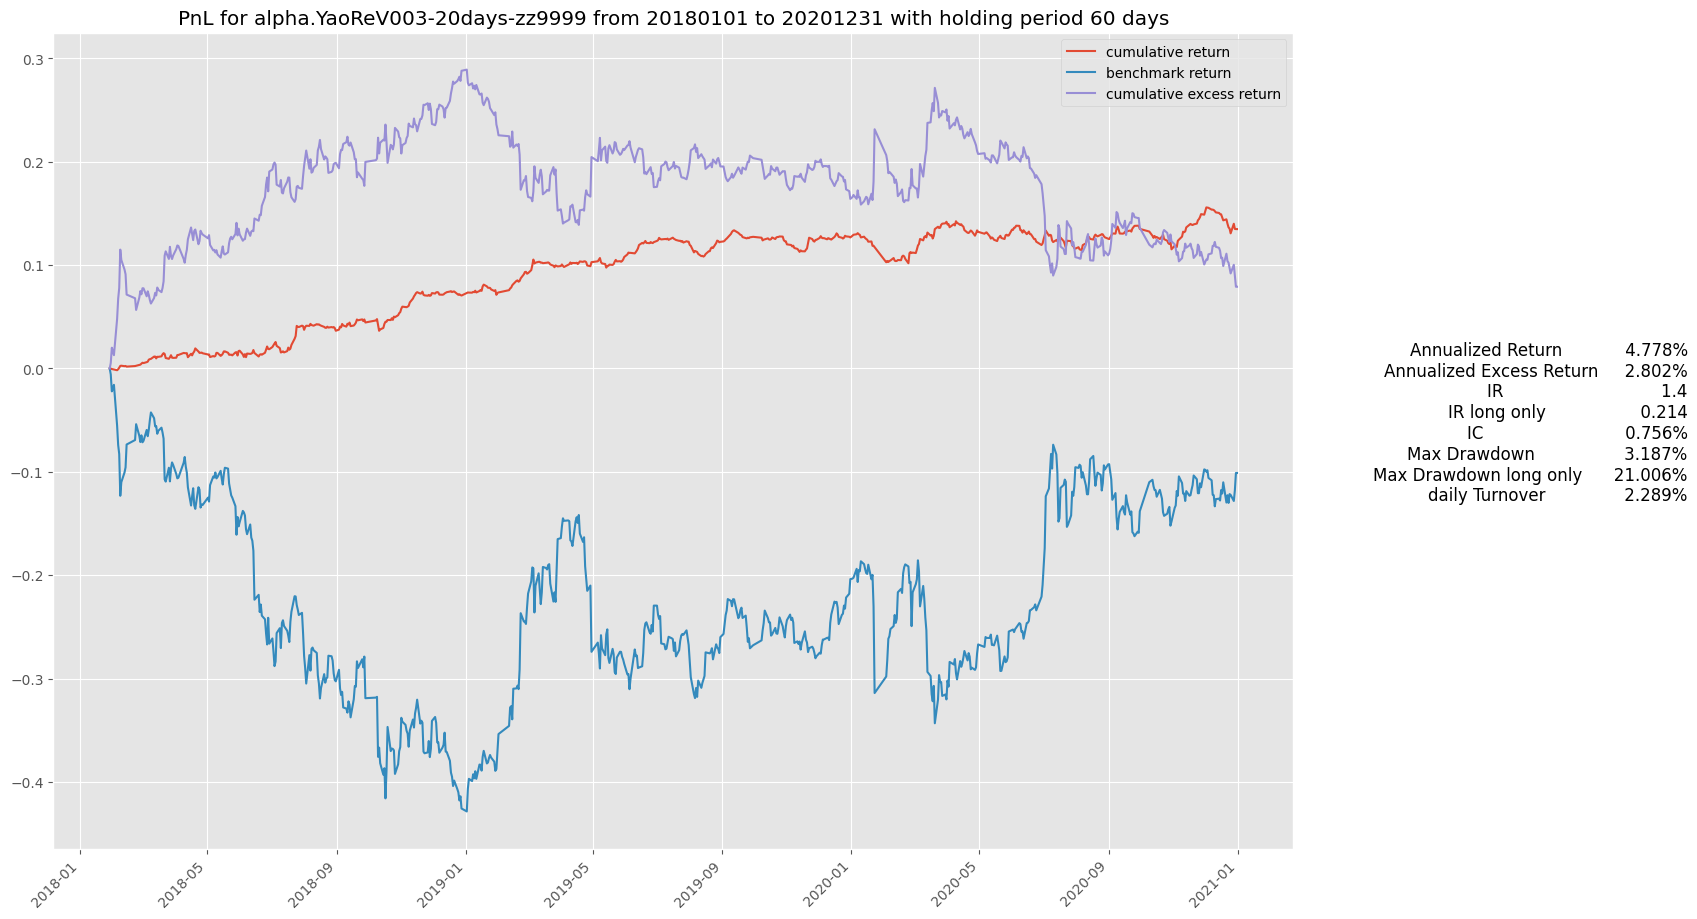 PnL for alpha.YaoReV003-20days-zz9999 from 20180101 to 20201231 with holding period 60 days
cumulative return
benchmark return
cumulative excess return
0.3
0.2
0.1
0.0
−0.1
−0.2
−0.3
−0.4
2018-01
2018-05
2018-09
2019-01
2019-05
2019-09
2020-01
2020-05
2020-09
2021-01
Annualized Return 4.778%
Annualized Excess Return 2.802%
IR 1.4
IR long only 0.214
IC 0.756%
Max Drawdown 3.187%
Max Drawdown long only 21.006%
daily Turnover 2.289%